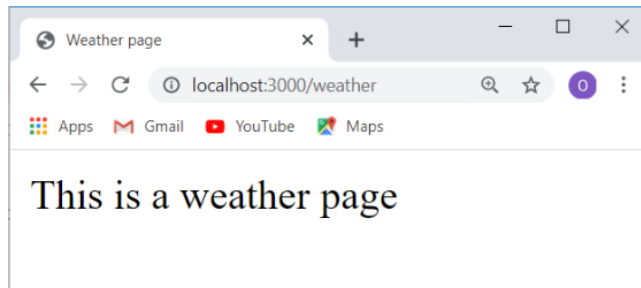 Weather page
localhost:3000/weather
O
Apps Gmail YouTube Maps
This is a weather page